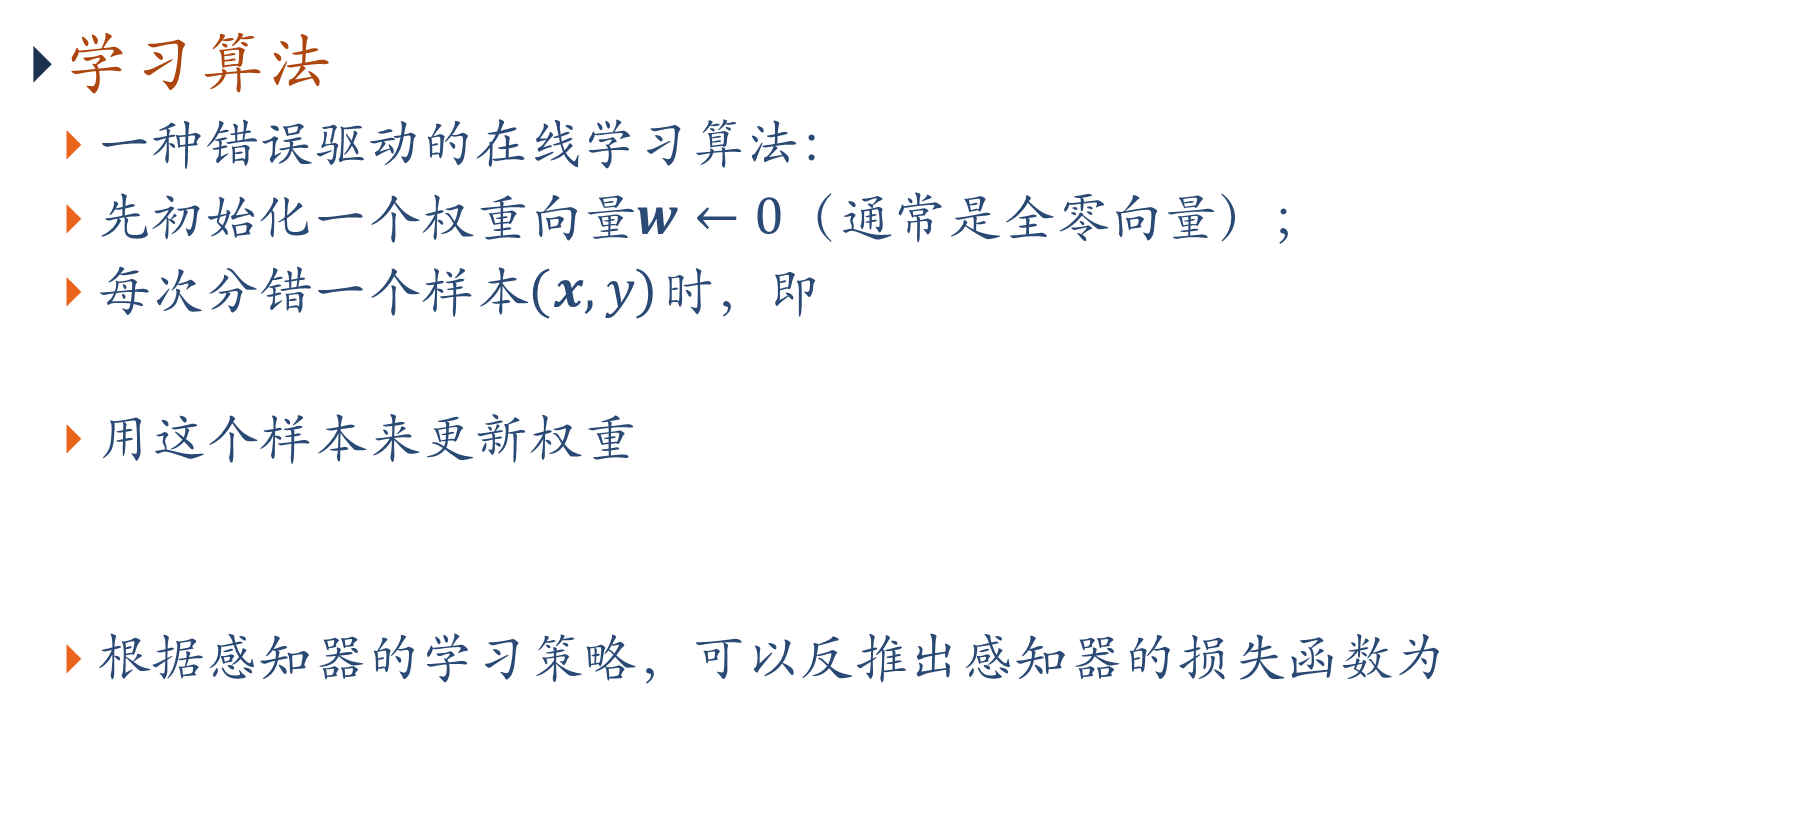 学习算法
一种错误驱动的在线学习算法：
先初始化一个权重向量w ← 0（通常是全零向量）；
每次分错一个样本(x, y)时，即
用这个样本来更新权重
根据感知器的学习策略，可以反推出感知器的损失函数为